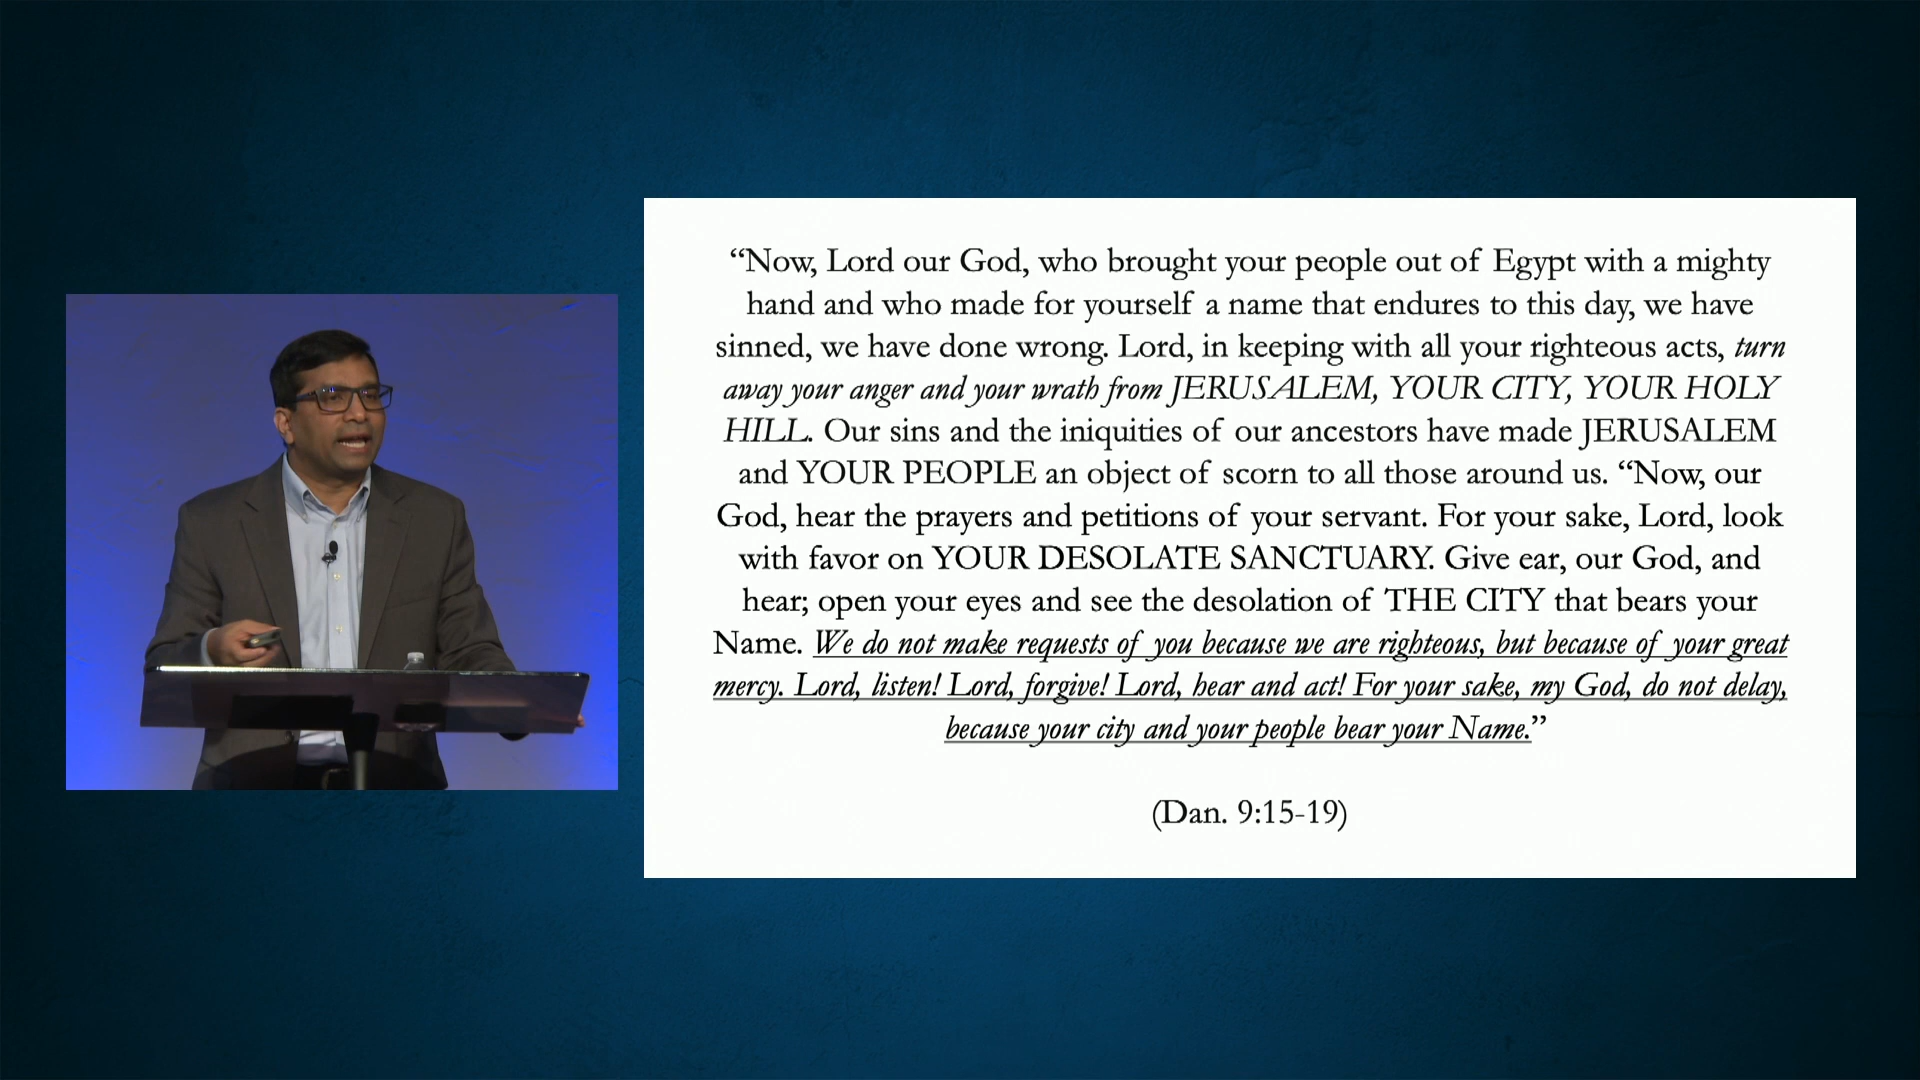 “Now, Lord our God, who brought your people out of Egypt with a mighty
hand and who made for yourself a name that endures to this day, we have
sinned, we have done wrong. Lord, in keeping with all your righteous acts, turn
away your anger and your wrath from JERUSALEM, YOUR CITY, YOUR HOLY
HILL. Our sins and the iniquities of our ancestors have made JERUSALEM
and YOUR PEOPLE an object of scorn to all those around us. “Now, our
God, hear the prayers and petitions of your servant. For your sake, Lord, look
with favor on YOUR DESOLATE SANCTUARY. Give ear, our God, and
hear; open your eyes and see the desolation of THE CITY that bears your
Name. We do not make requests of you because we are righteous, but because of your great
mercy. Lord, listen! Lord, forgive! Lord, hear and act! For your sake, my God, do not delay,
because your city and your people bear your Name.”
(Dan. 9:15-19)